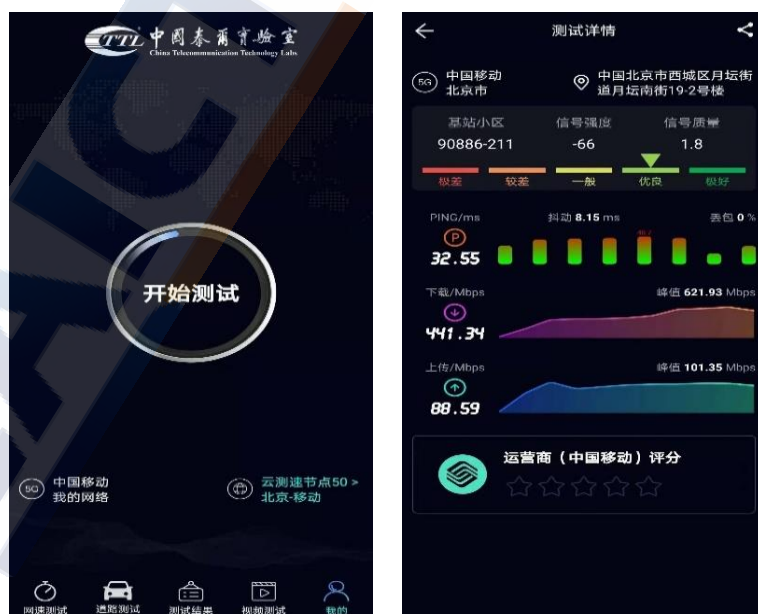 TTL 中国泰尔实验室
China Telecommunication Technology Labs
开始测试
5G 中国移动
我的网络
云测速节点50 >
北京-移动
网速测试 道路测试 测试结果 视频测试 我的
测试详情
5G 中国移动
北京市
中国北京市西城区月坛街
道月坛南街19-2号楼
基站小区 信号强度 信号质量
90886-211 -66 1.8
极差 较差 一般 优良 极好
PING/ms 抖动 8.15 ms 丢包 0 %
P
32.55
下载/Mbps 峰值 621.93 Mbps
441.34
上传/Mbps 峰值 101.35 Mbps
88.59
运营商（中国移动）评分